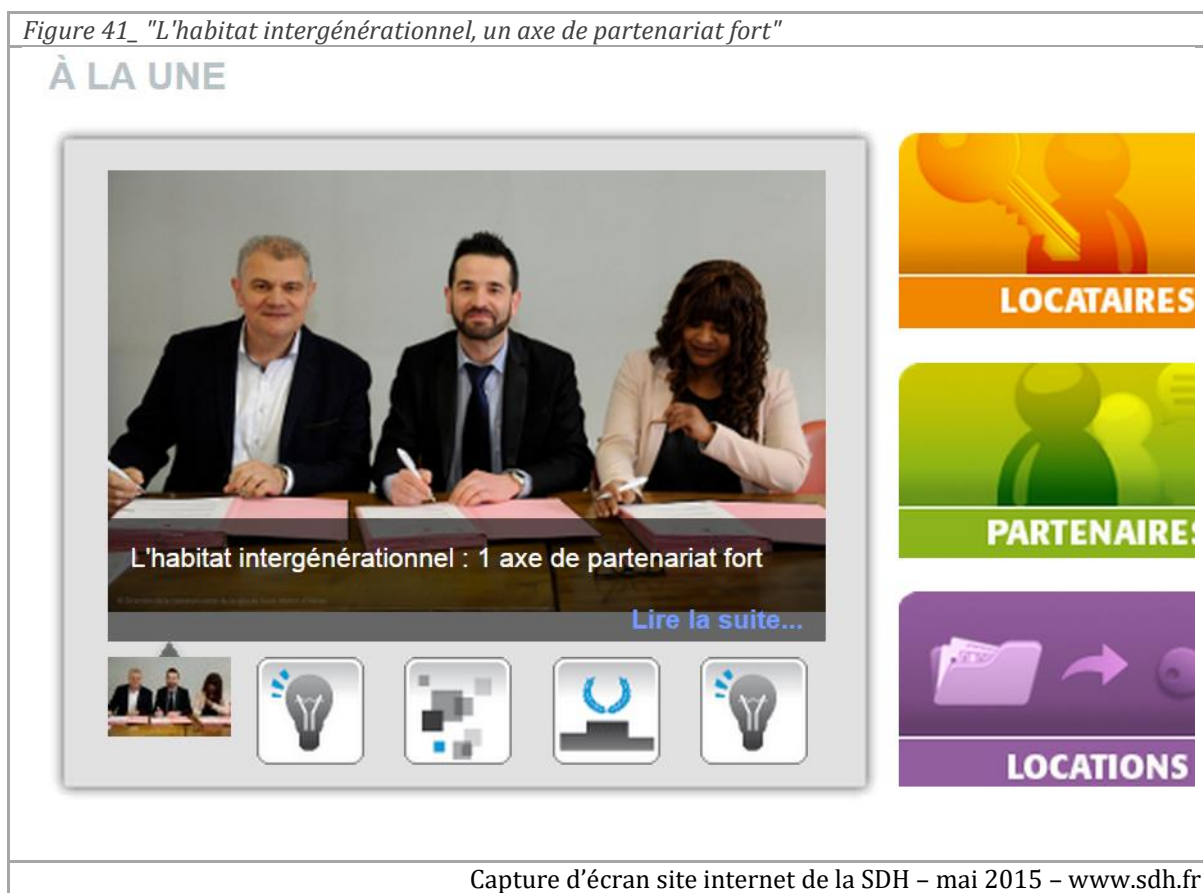 Figure 41_ "L'habitat intergénérationnel, un axe de partenariat fort"
À LA UNE
LOCATAIRES
PARTENAIRES
L'habitat intergénérationnel : 1 axe de partenariat fort
Lire la suite...
LOCATIONS
Capture d'écran site internet de la SDH – mai 2015 – www.sdh.fr